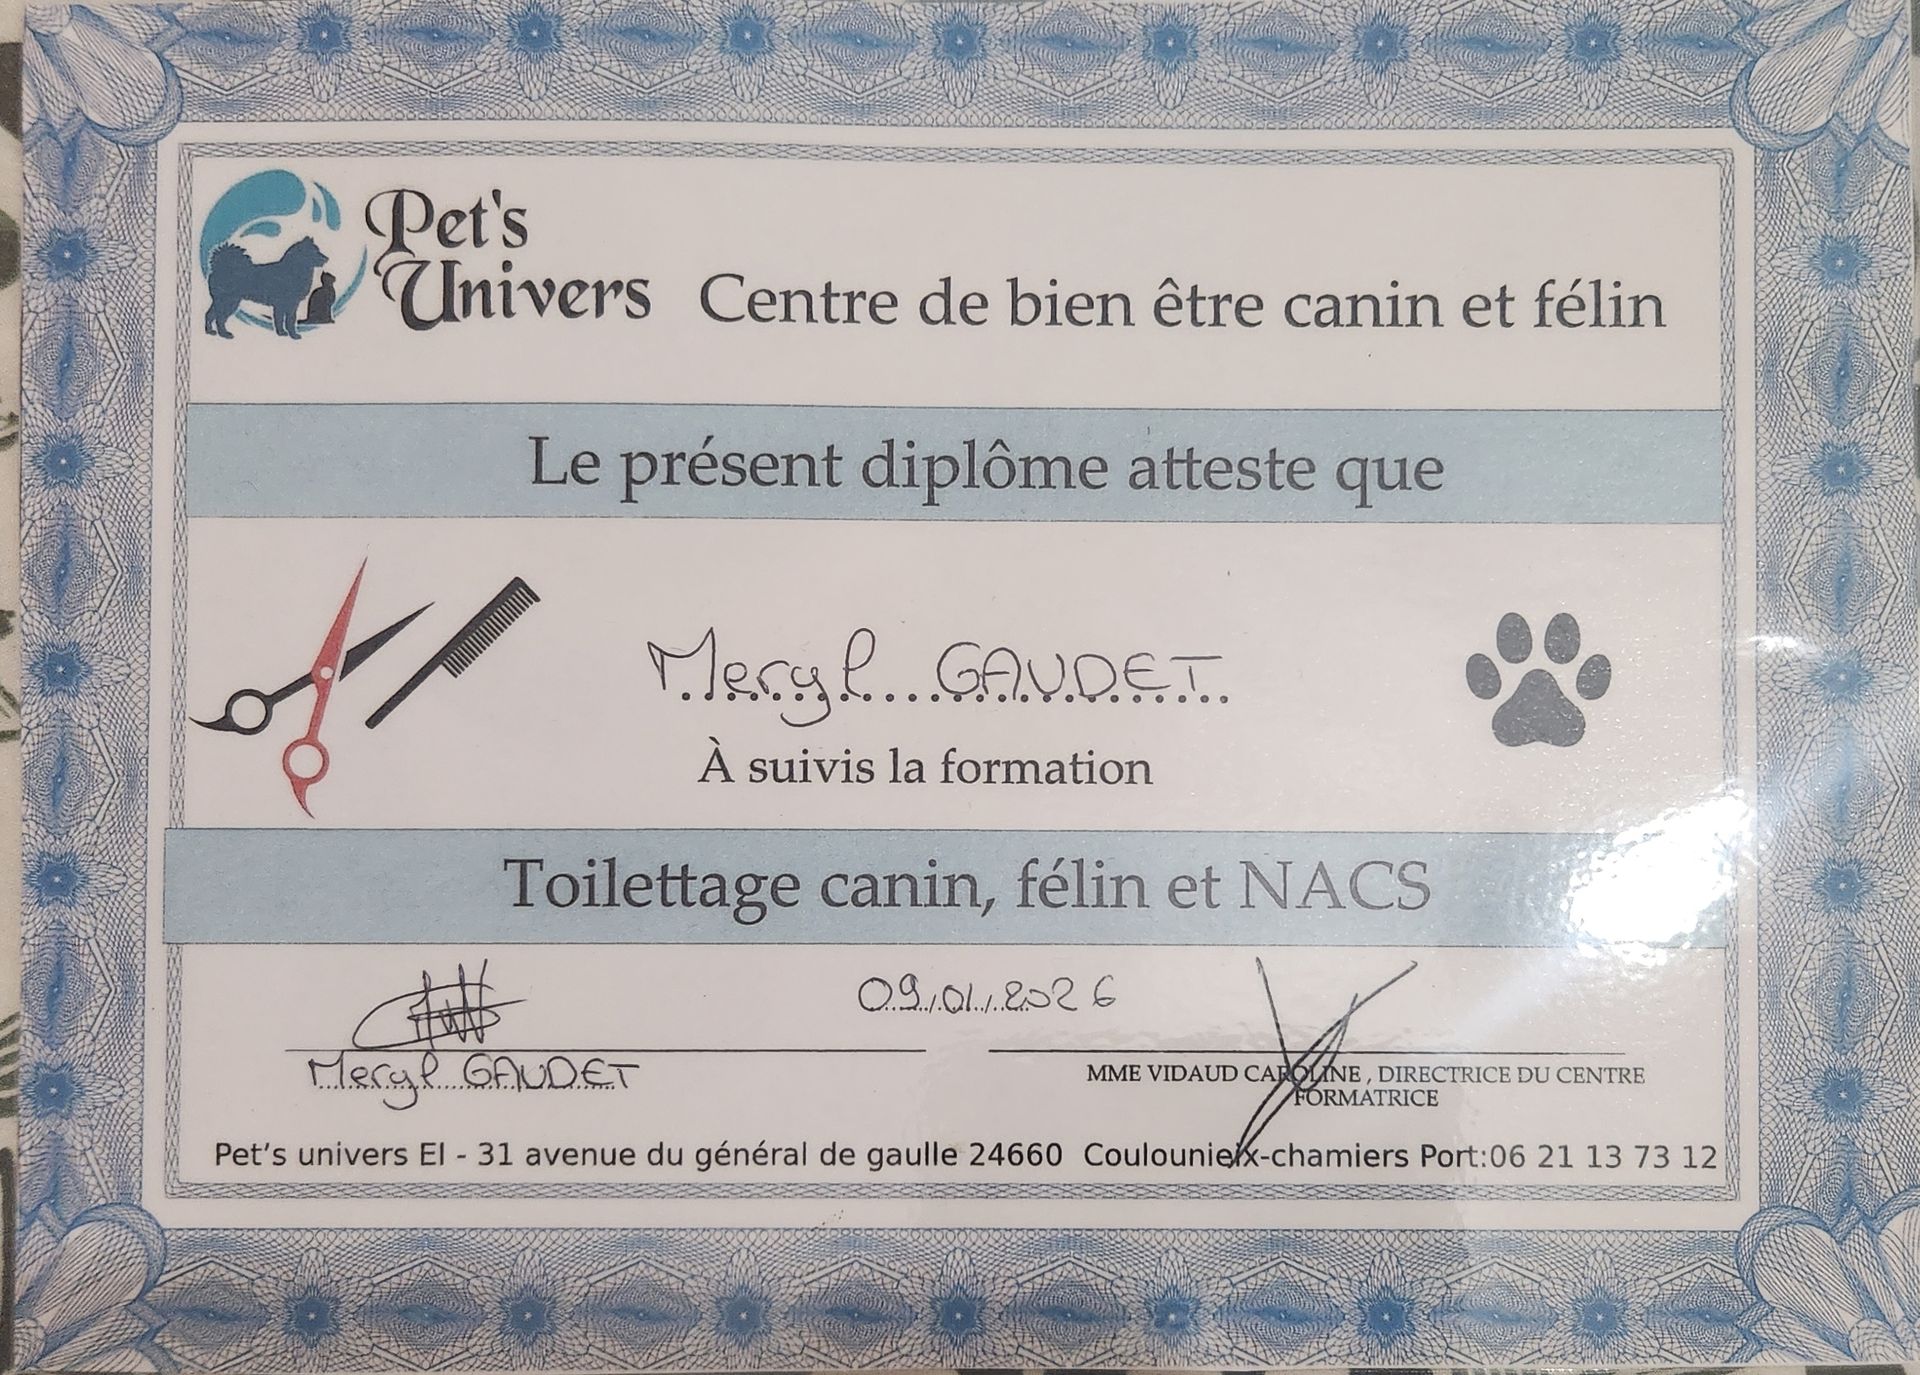 Pet's
Univers Centre de bien être canin et félin
Le présent diplôme atteste que
Meryl GAUDET
À suivis la formation
Toilettage canin, félin et NACS
09/01/2026
Meryl GAUDET
MME VIDAUD CAROLINE , DIRECTRICE DU CENTRE
FORMATRICE
Pet's univers EI - 31 avenue du général de gaulle 24660 Coulounieix-chamiers Port:06 21 13 73 12